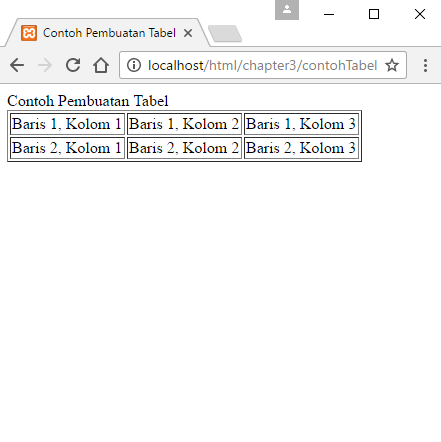 Contoh Pembuatan Tabel
localhost/html/chapter3/contohTabel
Contoh Pembuatan Tabel
Baris 1, Kolom 1 Baris 1, Kolom 2 Baris 1, Kolom 3
Baris 2, Kolom 1 Baris 2, Kolom 2 Baris 2, Kolom 3